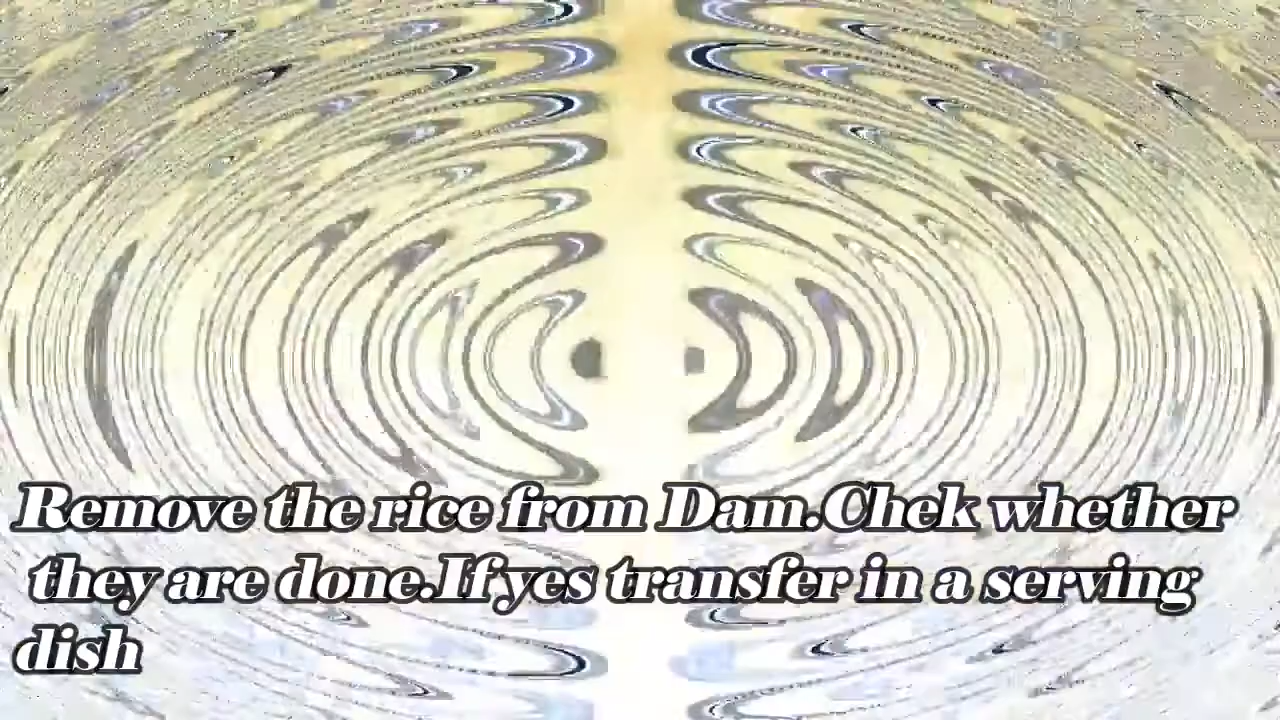 Remove the rice from Dam.Chek whether
they are done.If yes transfer in a serving
dish